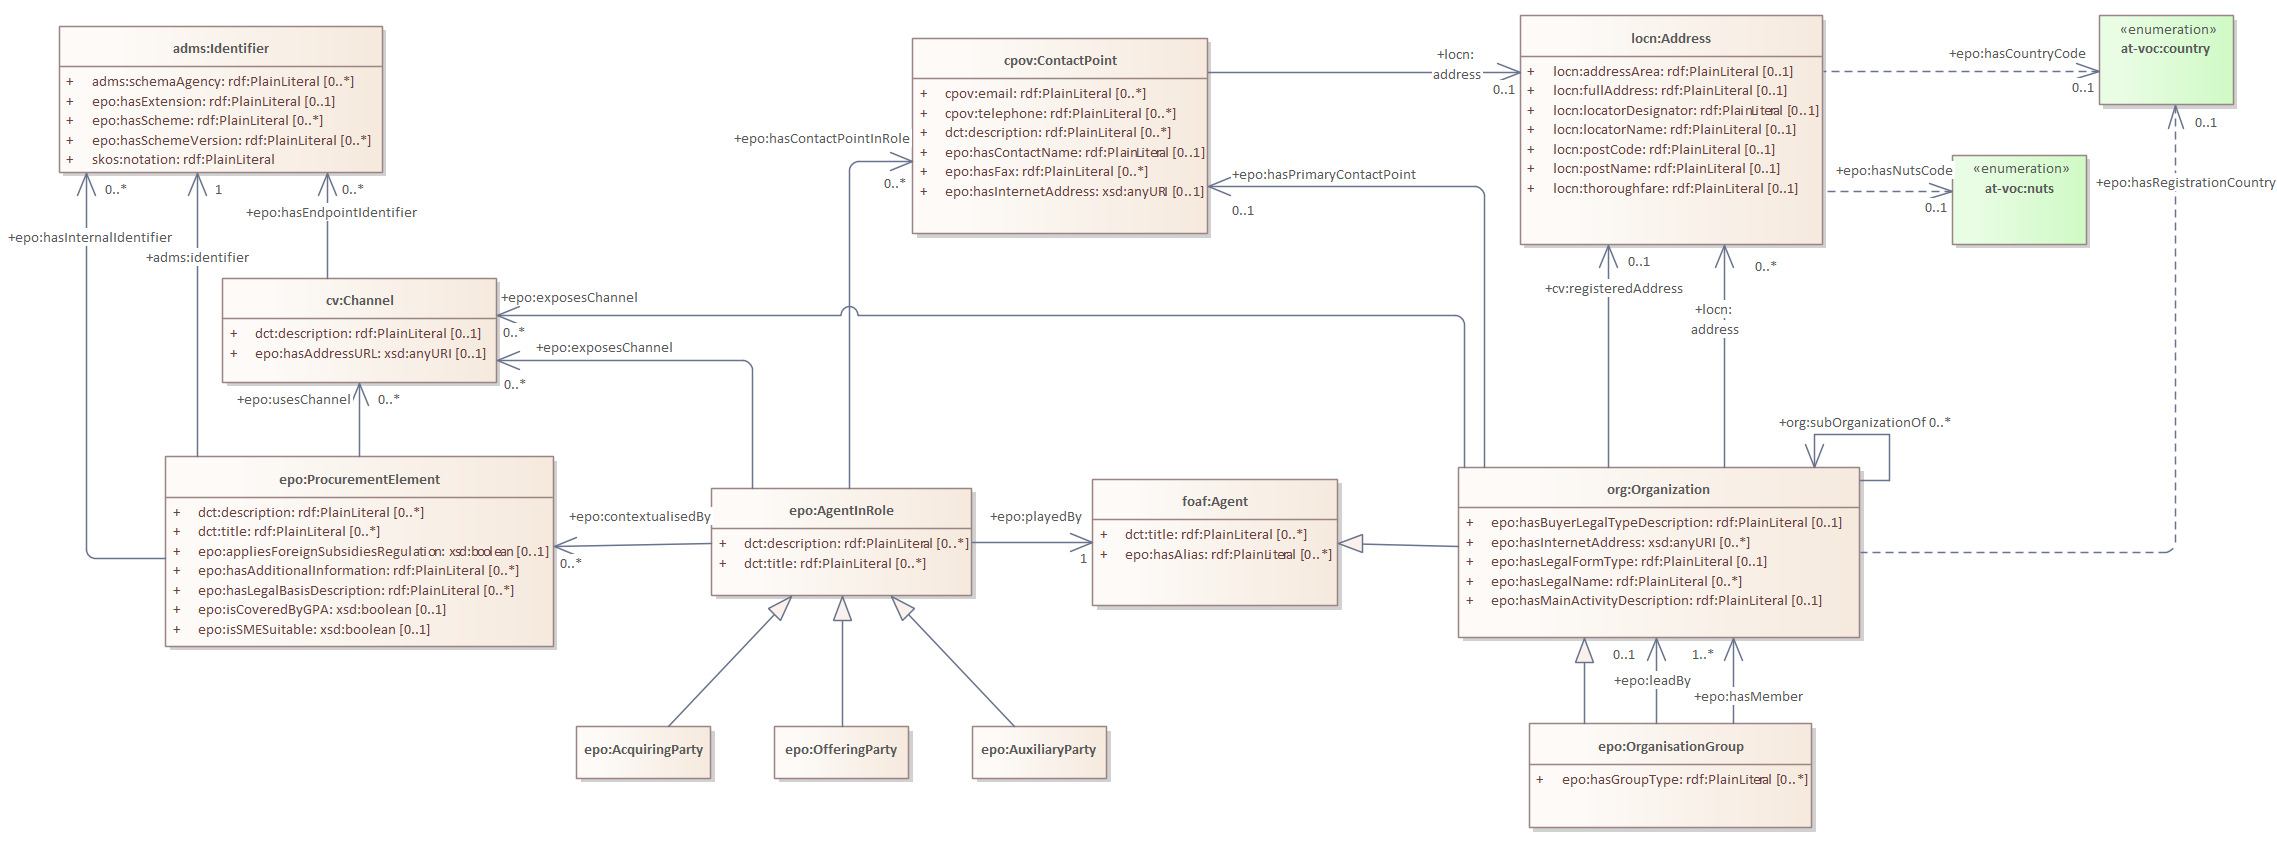 adms:Identifier
+ adms:schemaAgency: rdf:PlainLiteral [0..*]
+ epo:hasExtension: rdf:PlainLiteral [0..1]
+ epo:hasScheme: rdf:PlainLiteral [0..*]
+ epo:hasSchemeVersion: rdf:PlainLiteral [0..*]
+ skos:notation: rdf:PlainLiteral
cpov:ContactPoint
+ cpov:email: rdf:PlainLiteral [0..*]
+ cpov:telephone: rdf:PlainLiteral [0..*]
+ dct:description: rdf:PlainLiteral [0..*]
+ epo:hasContactName: rdf:PlainLiteral [0..1]
+ epo:hasFax: rdf:PlainLiteral [0..*]
+ epo:hasInternetAddress: xsd:anyURI [0..1]
+locn:
address
0..1
locn:Address
+ locn:addressArea: rdf:PlainLiteral [0..1]
+ locn:fullAddress: rdf:PlainLiteral [0..1]
+ locn:locatorDesignator: rdf:PlainLiteral [0..1]
+ locn:locatorName: rdf:PlainLiteral [0..1]
+ locn:postCode: rdf:PlainLiteral [0..1]
+ locn:postName: rdf:PlainLiteral [0..1]
+ locn:thoroughfare: rdf:PlainLiteral [0..1]
+epo:hasCountryCode
0..1
«enumeration»
at-voc:country
0..1
+epo:hasNutsCode
0..1
«enumeration»
at-voc:nuts
+epo:hasRegistrationCountry
+epo:hasContactPointInRole
0..*
+epo:hasPrimaryContactPoint
0..1
0..*
1
0..*
+epo:hasEndpointIdentifier
+epo:hasInternalIdentifier
+adms:identifier
0..1
0..*
+cv:registeredAddress
+locn:
address
cv:Channel
+ dct:description: rdf:PlainLiteral [0..1]
+ epo:hasAddressURL: xsd:anyURI [0..1]
+epo:exposesChannel
0..*
+epo:exposesChannel
0..*
+epo:usesChannel
0..*
+org:subOrganizationOf 0..*
epo:ProcurementElement
+ dct:description: rdf:PlainLiteral [0..*]
+ dct:title: rdf:PlainLiteral [0..*]
+ epo:appliesForeignSubsidiesRegulation: xsd:boolean [0..1]
+ epo:hasAdditionalInformation: rdf:PlainLiteral [0..*]
+ epo:hasLegalBasisDescription: rdf:PlainLiteral [0..*]
+ epo:isCoveredByGPA: xsd:boolean [0..1]
+ epo:isSMESuitable: xsd:boolean [0..1]
+epo:contextualisedBy
0..*
epo:AgentInRole
+ dct:description: rdf:PlainLiteral [0..*]
+ dct:title: rdf:PlainLiteral [0..*]
+epo:playedBy
1
foaf:Agent
+ dct:title: rdf:PlainLiteral [0..*]
+ epo:hasAlias: rdf:PlainLiteral [0..*]
org:Organization
+ epo:hasBuyerLegalTypeDescription: rdf:PlainLiteral [0..1]
+ epo:hasInternetAddress: xsd:anyURI [0..*]
+ epo:hasLegalFormType: rdf:PlainLiteral [0..1]
+ epo:hasLegalName: rdf:PlainLiteral [0..*]
+ epo:hasMainActivityDescription: rdf:PlainLiteral [0..1]
0..1
1..*
+epo:leadBy
+epo:hasMember
epo:AcquiringParty
epo:OfferingParty
epo:AuxiliaryParty
epo:OrganisationGroup
+ epo:hasGroupType: rdf:PlainLiteral [0..*]